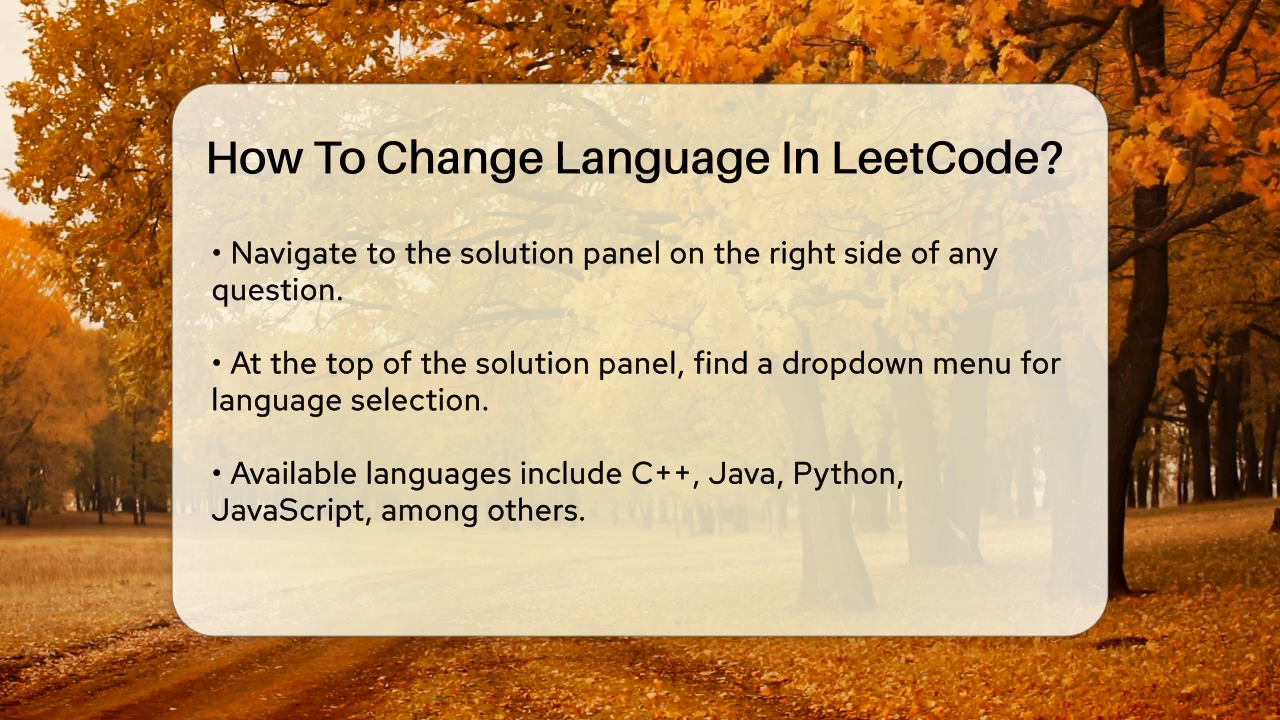 How To Change Language In LeetCode?
• Navigate to the solution panel on the right side of any
question.
• At the top of the solution panel, find a dropdown menu for
language selection.
• Available languages include C++, Java, Python,
JavaScript, among others.